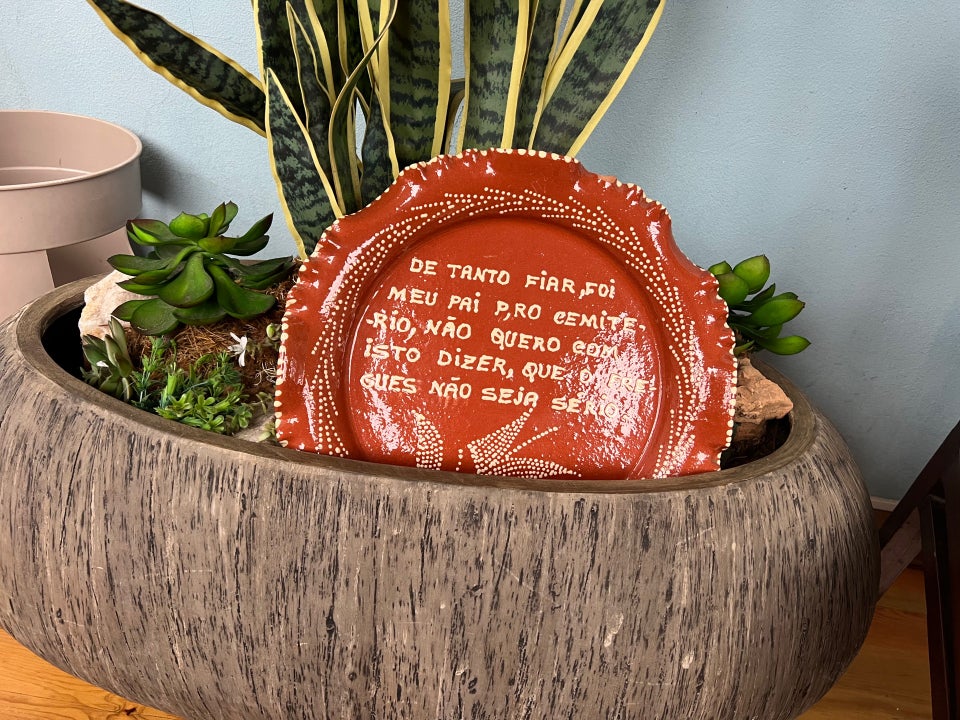 DE TANTO FIAR, FOI
MEU PAI P,RO CEMITE-
-RIO, NÃO QUERO COM
ISTO DIZER, QUE O FRE-
GUES NÃO SEJA SÉRIO.